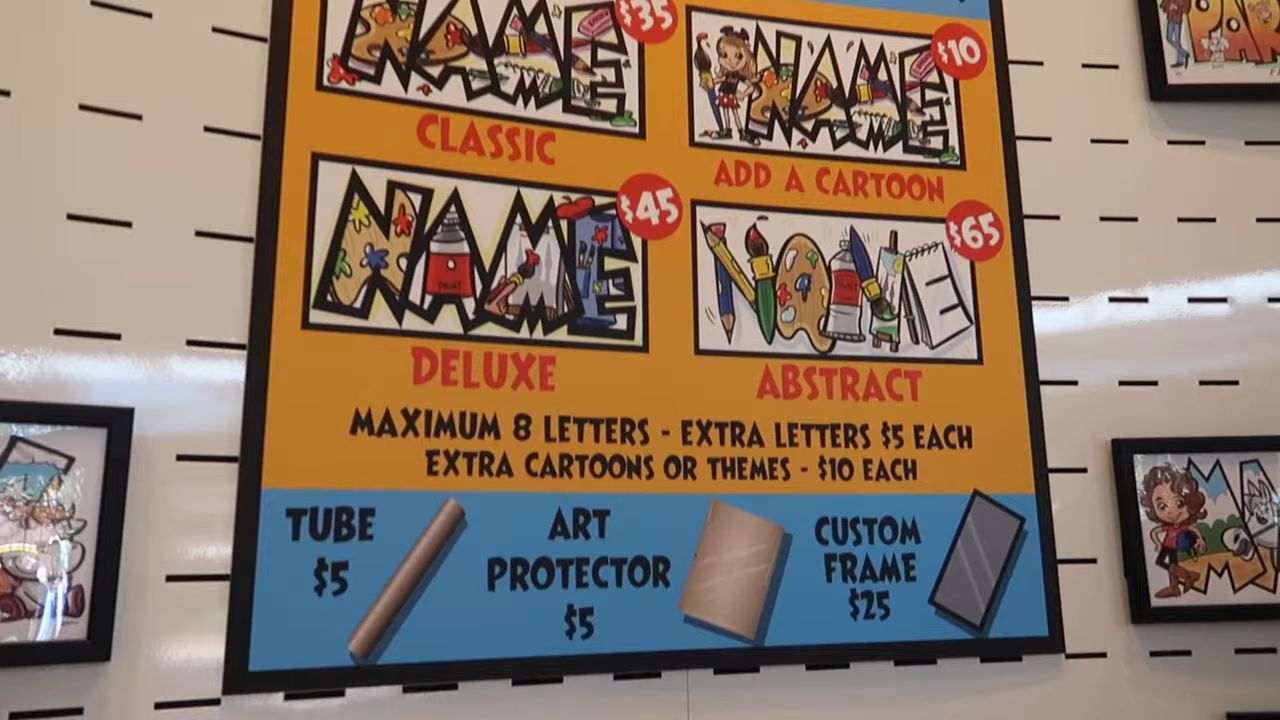 NAME
$35
NAME
$10
CLASSIC
ADD A CARTOON
NAME
$45
NAME
$65
DELUXE
ABSTRACT
MAXIMUM 8 LETTERS - EXTRA LETTERS $5 EACH
EXTRA CARTOONS OR THEMES - $10 EACH
TUBE
$5
ART
PROTECTOR
$5
CUSTOM
FRAME
$25